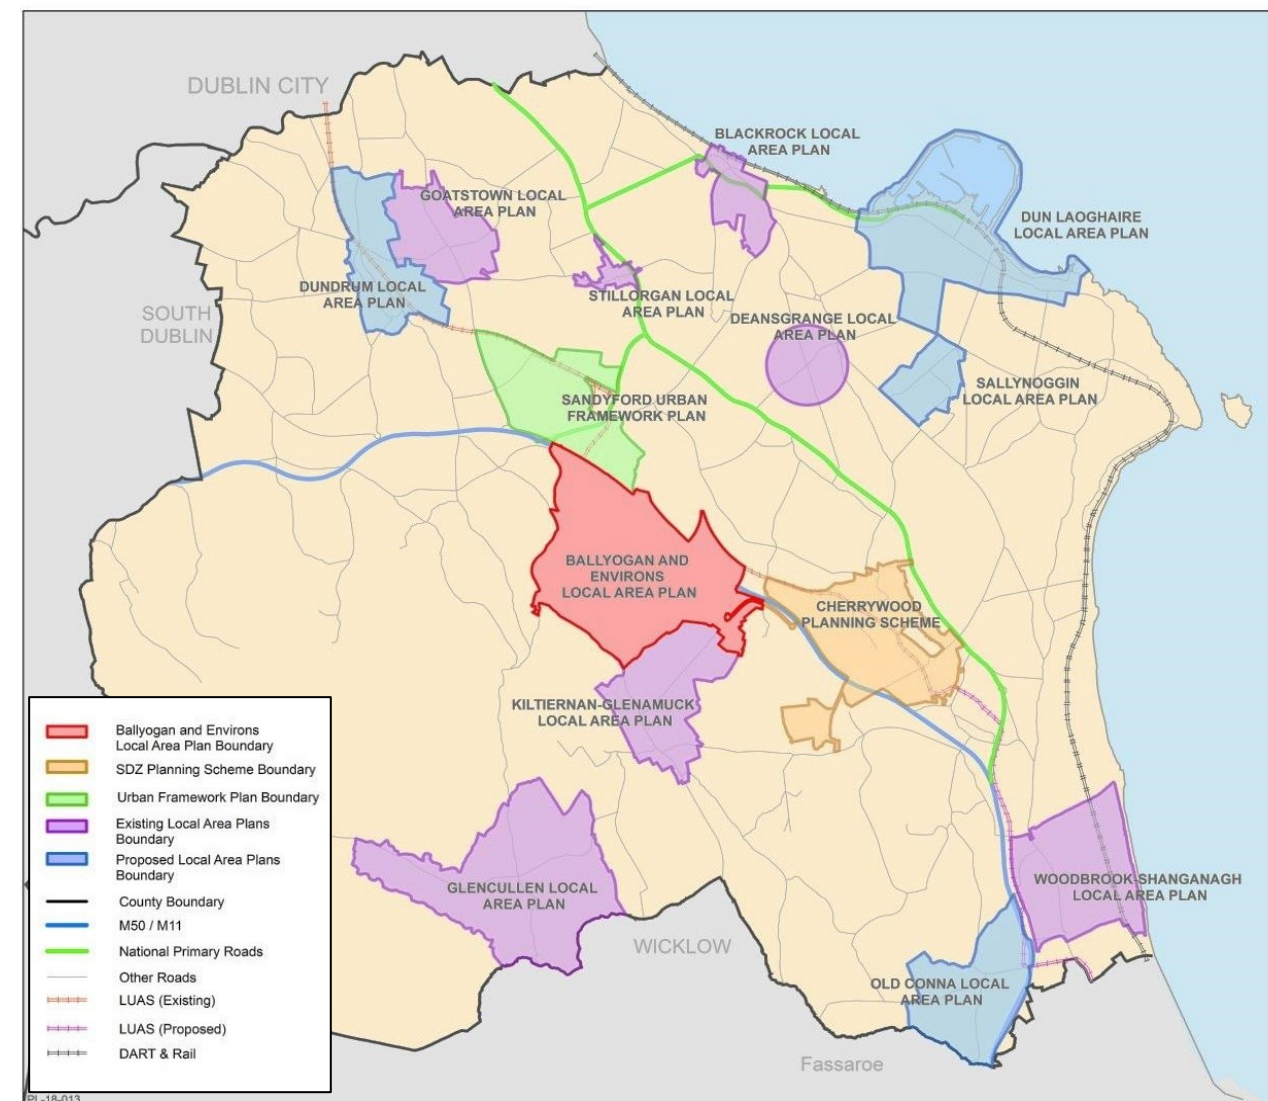 DUBLIN CITY
BLACKROCK LOCAL
AREA PLAN
GOATSTOWN LOCAL
AREA PLAN
DUN LAOGHAIRE
LOCAL AREA PLAN
DUNDRUM LOCAL
AREA PLAN
SOUTH
DUBLIN
STILLORGAN LOCAL
AREA PLAN
DEANSGRANGE LOCAL
AREA PLAN
SALLYNOGGIN
LOCAL AREA PLAN
SANDYFORD URBAN
FRAMEWORK PLAN
BALLYOGAN AND
ENVIRONS
LOCAL AREA PLAN
CHERRYWOOD
PLANNING SCHEME
KILTIERNAN-GLENAMUCK
LOCAL AREA PLAN
GLENCULLEN LOCAL
AREA PLAN
WOODBROOK-SHANGANAGH
LOCAL AREA PLAN
WICKLOW
OLD CONNA LOCAL
AREA PLAN
Fassaroe
Ballyogan and Environs
Local Area Plan Boundary
SDZ Planning Scheme Boundary
Urban Framework Plan Boundary
Existing Local Area Plans
Boundary
Proposed Local Area Plans
Boundary
County Boundary
M50 / M11
National Primary Roads
Other Roads
LUAS (Existing)
LUAS (Proposed)
DART & Rail
PL-18-013